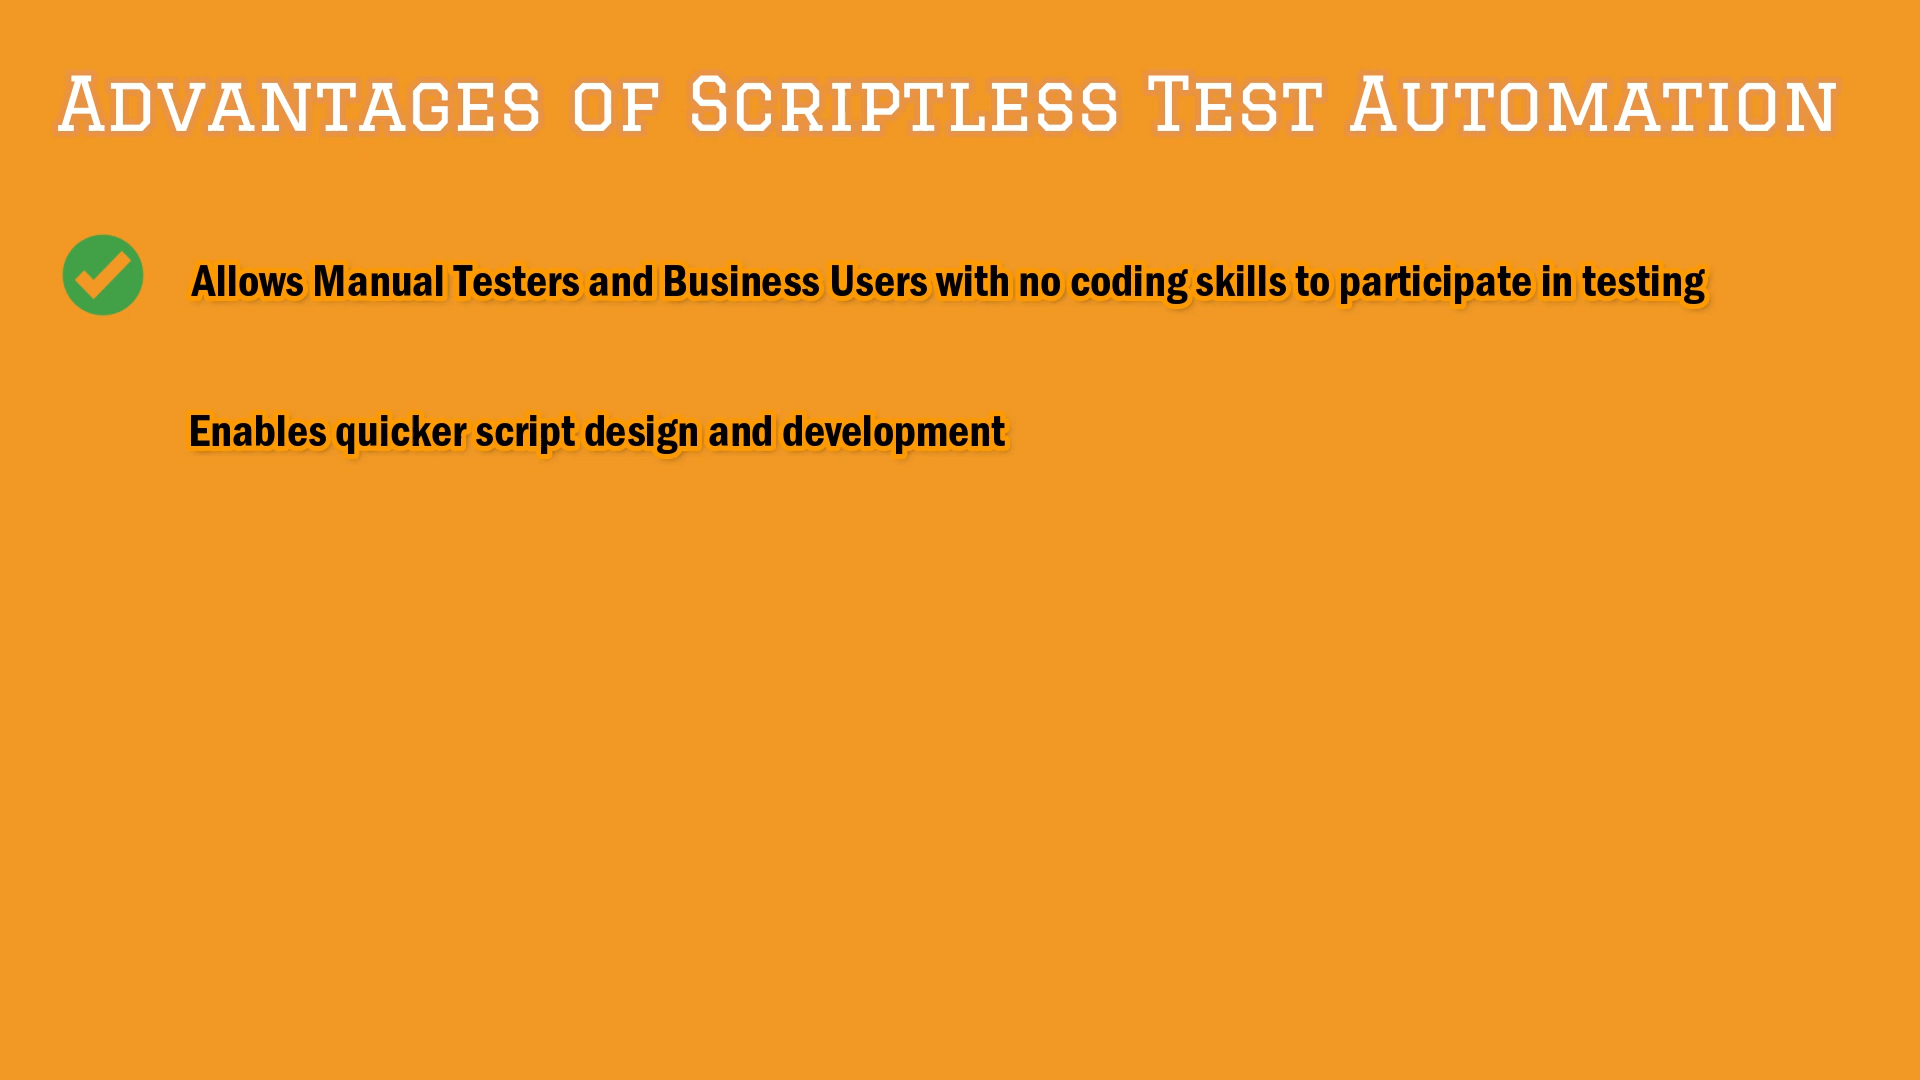 Advantages of Scriptless Test Automation
Allows Manual Testers and Business Users with no coding skills to participate in testing
Enables quicker script design and development